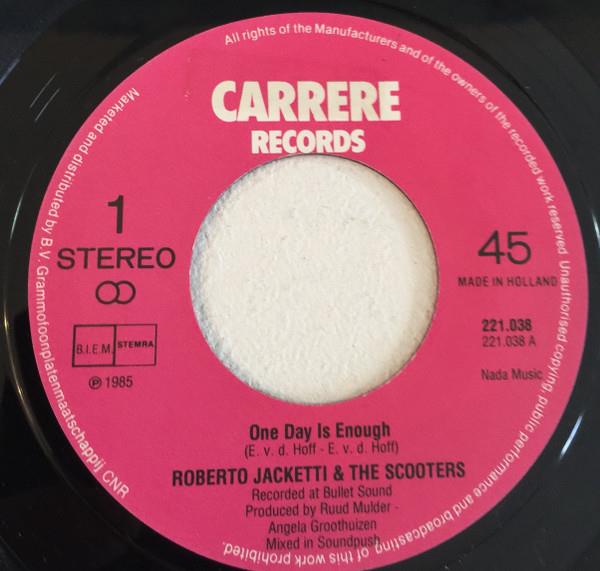 All rights of the Manufacturers and of the owners of the recorded work reserved. Unauthorised copying, public performance and broadcasting of this work prohibited.
CARRERE
RECORDS
Marketed and distributed by B.V. Grammofoonplatenmaatschappij CNR
1
STEREO
B.I.E.M. STEMRA
℗ 1985
45
MADE IN HOLLAND
221.038
221.038 A
Nada Music
One Day Is Enough
(E. v. d. Hoff - E. v. d. Hoff)
ROBERTO JACKETTI & THE SCOOTERS
Recorded at Bullet Sound
Produced by Ruud Mulder -
Angela Groothuizen
Mixed in Soundpush